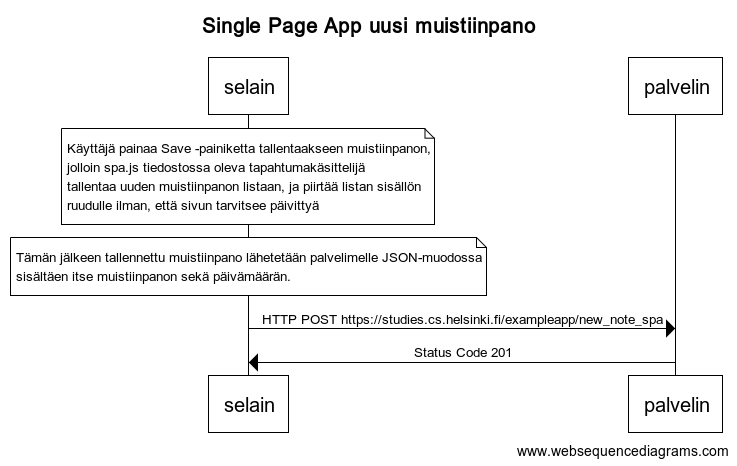 Single Page App uusi muistiinpano
selain
palvelin
Käyttäjä painaa Save -painiketta tallentaakseen muistiinpanon,
jolloin spa.js tiedostossa oleva tapahtumakäsittelijä
tallentaa uuden muistiinpanon listaan, ja piirtää listan sisällön
ruudulle ilman, että sivun tarvitsee päivittyä
Tämän jälkeen tallennettu muistiinpano lähetetään palvelimelle JSON-muodossa
sisältäen itse muistiinpanon sekä päivämäärän.
HTTP POST https://studies.cs.helsinki.fi/exampleapp/new_note_spa
Status Code 201
selain
palvelin
www.websequencediagrams.com